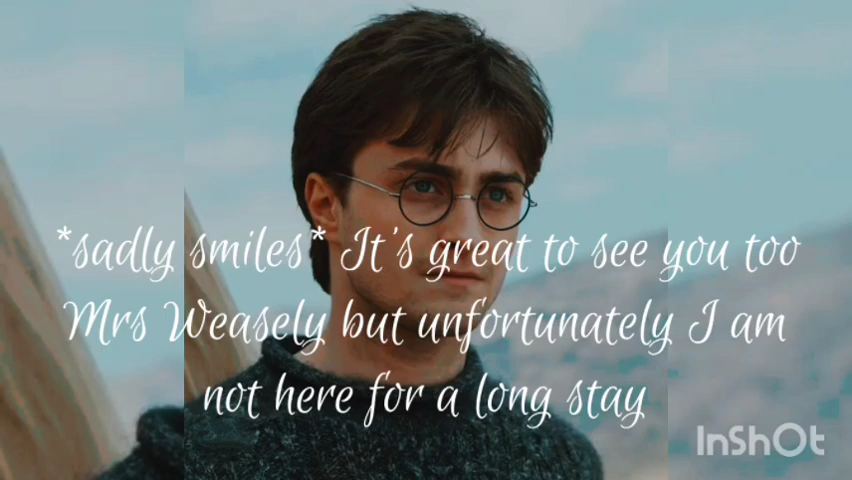 *sadly smiles* It's great to see you too
Mrs Weasely but unfortunately I am
not here for a long stay
InShOt